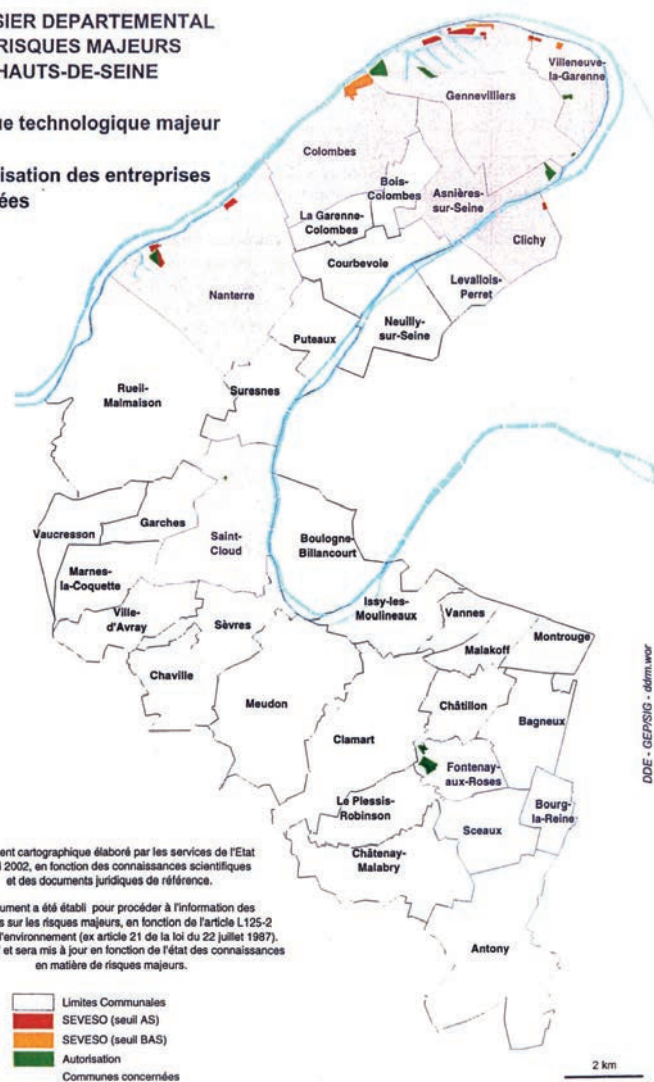 SIER DEPARTEMENTAL
RISQUES MAJEURS
HAUTS-DE-SEINE
ue technologique majeur
isation des entreprises
ées
Villeneuve-
la-Garenne
Gennevilliers
Colombes
Bois-
Colombes
Asnières-
sur-Seine
La Garenne-
Colombes
Clichy
Courbevoie
Levallois-
Perret
Nanterre
Neuilly-
sur-Seine
Puteaux
Rueil-
Malmaison
Suresnes
Garches
Vaucresson
Saint-
Cloud
Boulogne-
Billancourt
Marnes-
la-Coquette
Issy-les-
Moulineaux
Ville-
d'Avray
Vannes
Sèvres
Montrouge
Malakoff
Chaville
Meudon
Châtillon
Bagneux
Clamart
Fontenay-
aux-Roses
Le Plessis-
Robinson
Bourg-
la-Reine
Sceaux
Châtenay-
Malabry
Antony
DDE - GEP/SIG - ddrm.wor
ent cartographique élaboré par les services de l'Etat
i 2002, en fonction des connaissances scientifiques
et des documents juridiques de référence.
ument a été établi pour procéder à l'information des
s sur les risques majeurs, en fonction de l'article L125-2
l'environnement (ex article 21 de la loi du 22 juillet 1987).
et sera mis à jour en fonction de l'état des connaissances
en matière de risques majeurs.
Limites Communales
SEVESO (seuil AS)
SEVESO (seuil BAS)
Autorisation
Communes concernées
2 km